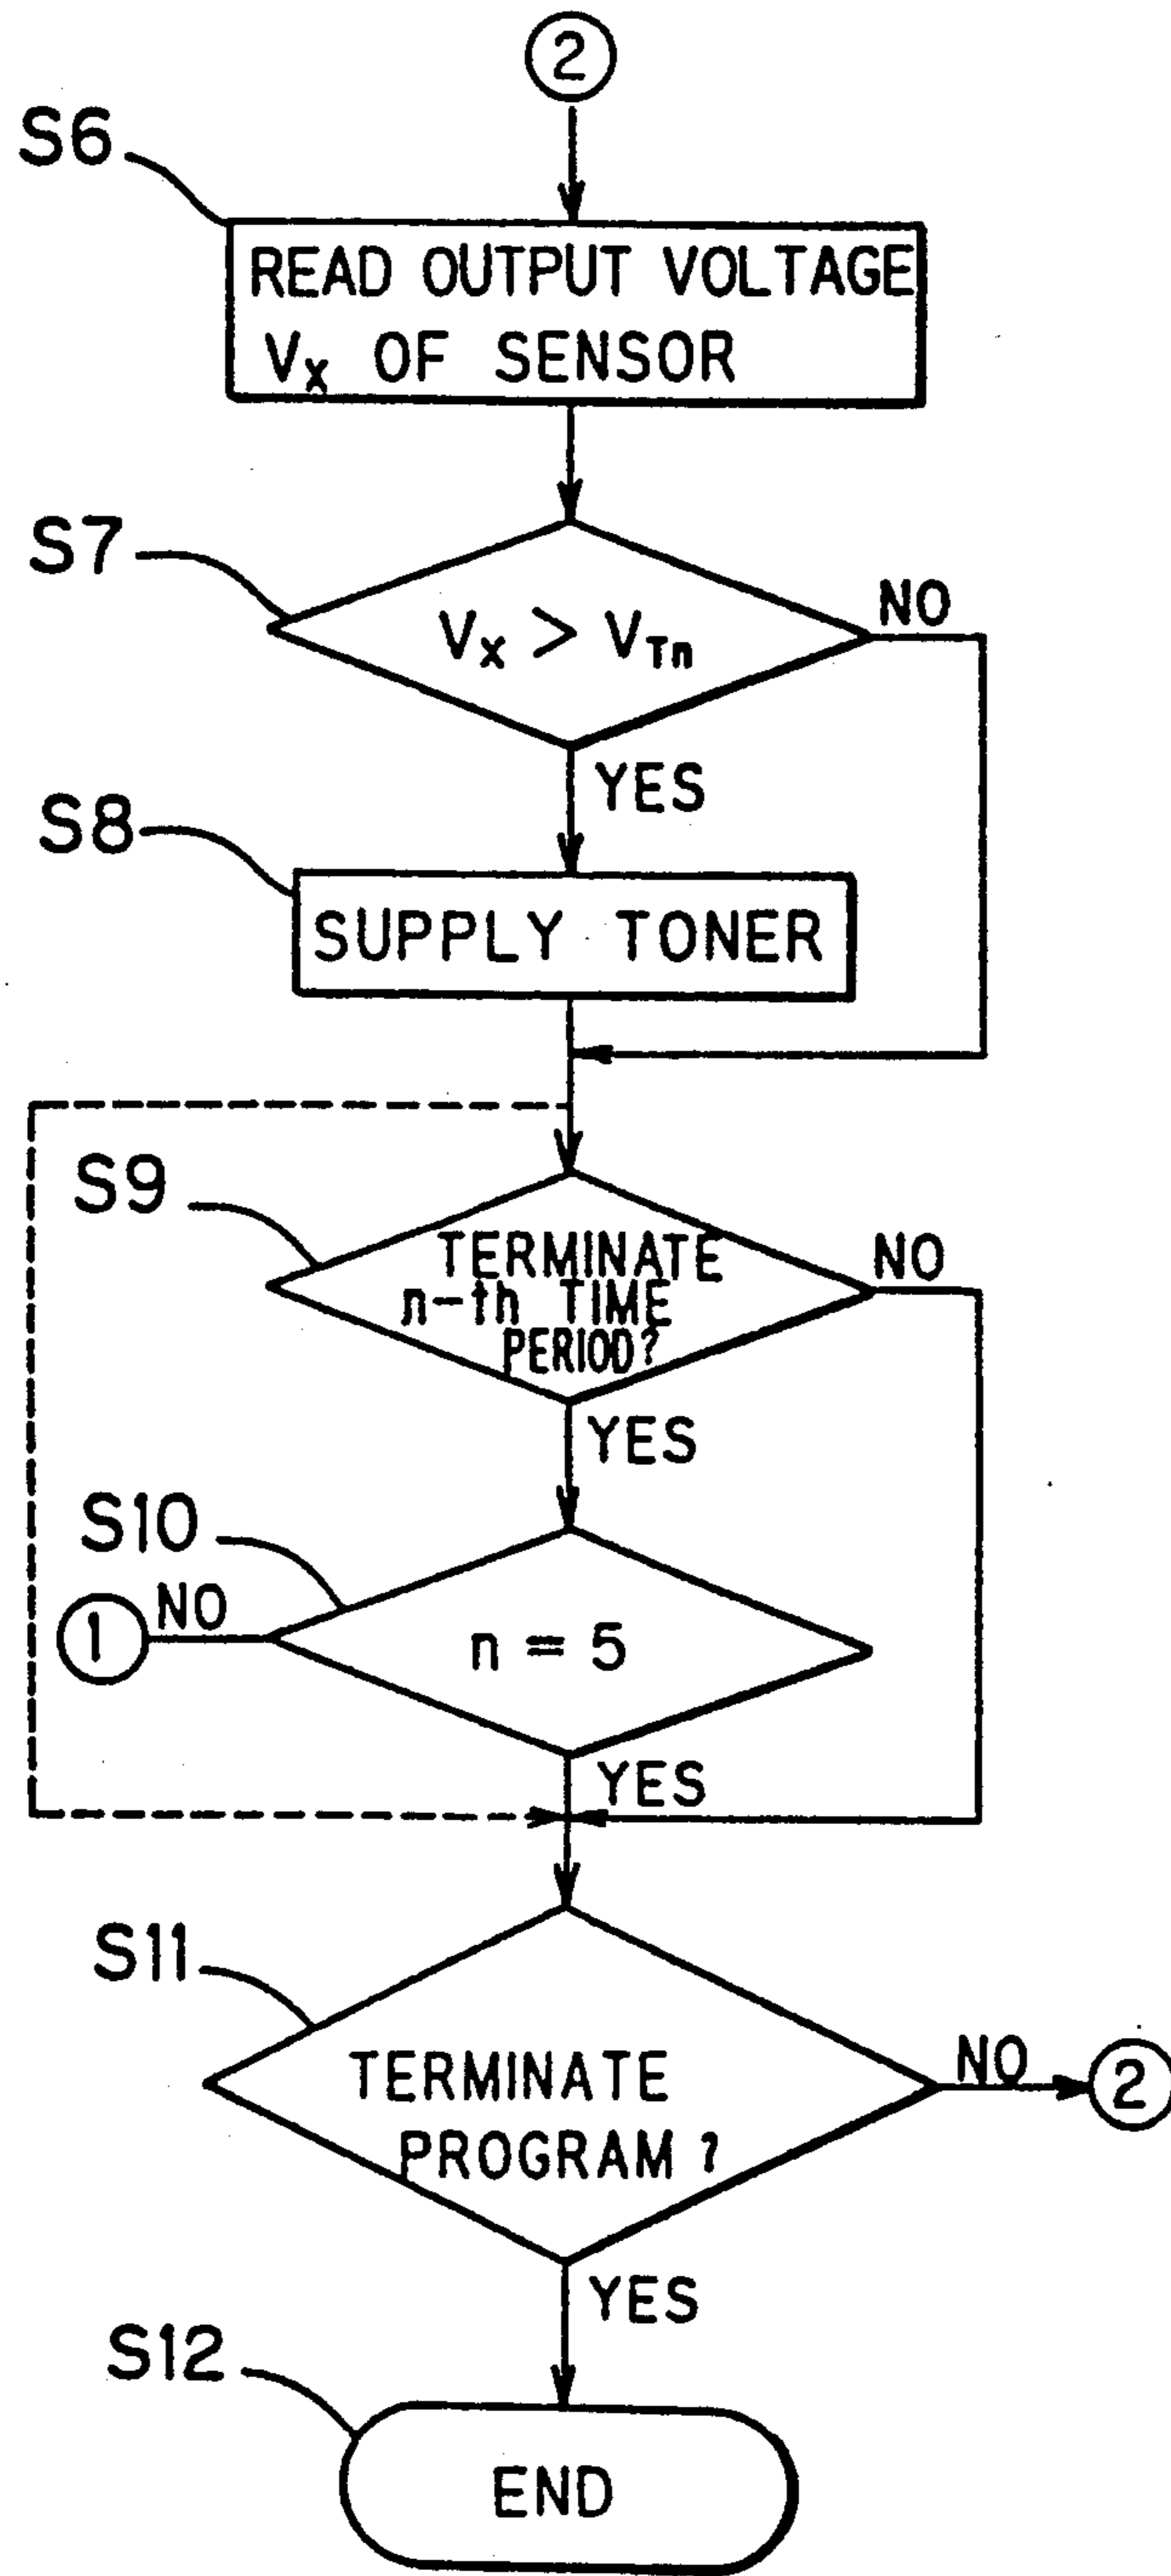 2
S6
READ OUTPUT VOLTAGE
Vx OF SENSOR
S7
Vx > VTn
NO
YES
S8
SUPPLY TONER
S9
TERMINATE
n-th TIME
PERIOD?
NO
YES
S10
1
NO
n = 5
YES
S11
TERMINATE
PROGRAM ?
NO
2
YES
S12
END